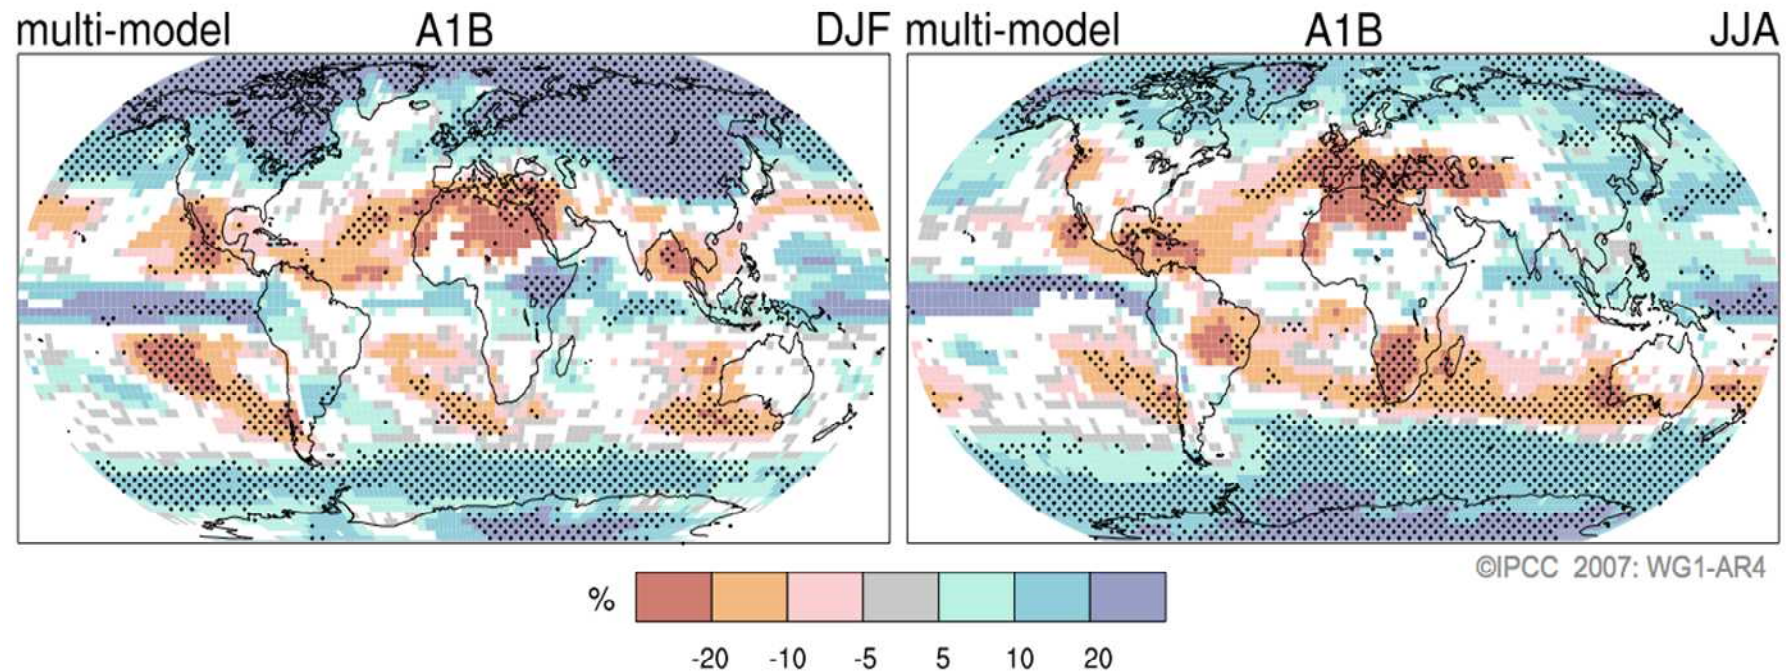 multi-model A1B DJF
multi-model A1B JJA
©IPCC 2007: WG1-AR4
%
-20 -10 -5 5 10 20